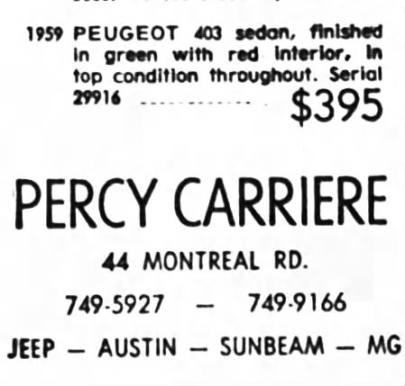 1959 PEUGEOT 403 sedan, finished
in green with red interior, in
top condition throughout. Serial
29916 ................ $395
PERCY CARRIERE
44 MONTREAL RD.
749-5927 — 749-9166
JEEP — AUSTIN — SUNBEAM — MG